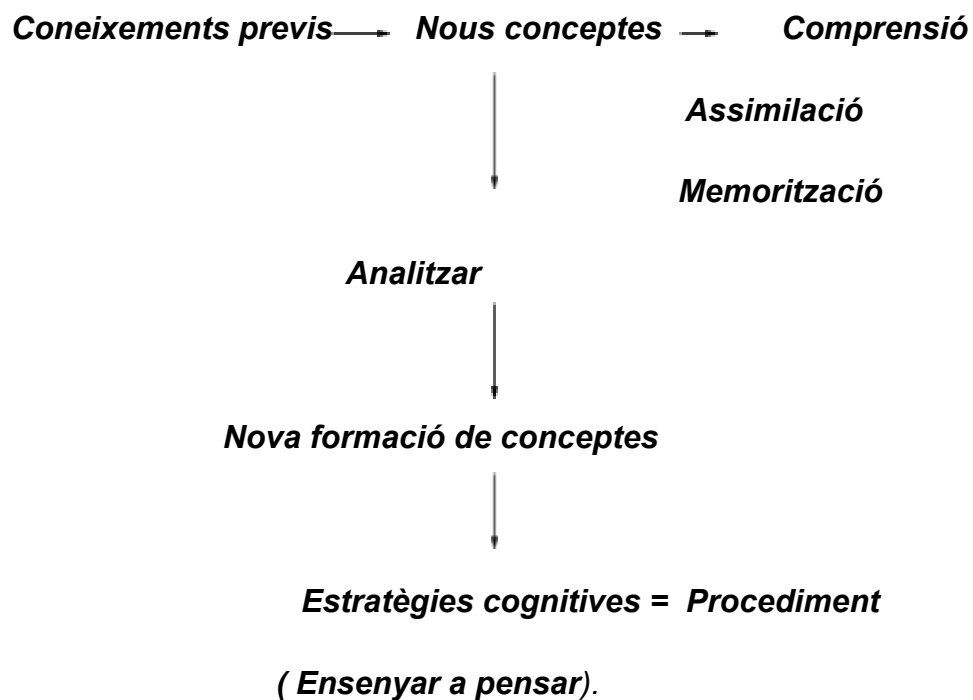 Coneixements previs Nous conceptes Comprensió
Assimilació
Memorització
Analitzar
Nova formació de conceptes
Estratègies cognitives = Procediment
( Ensenyar a pensar).